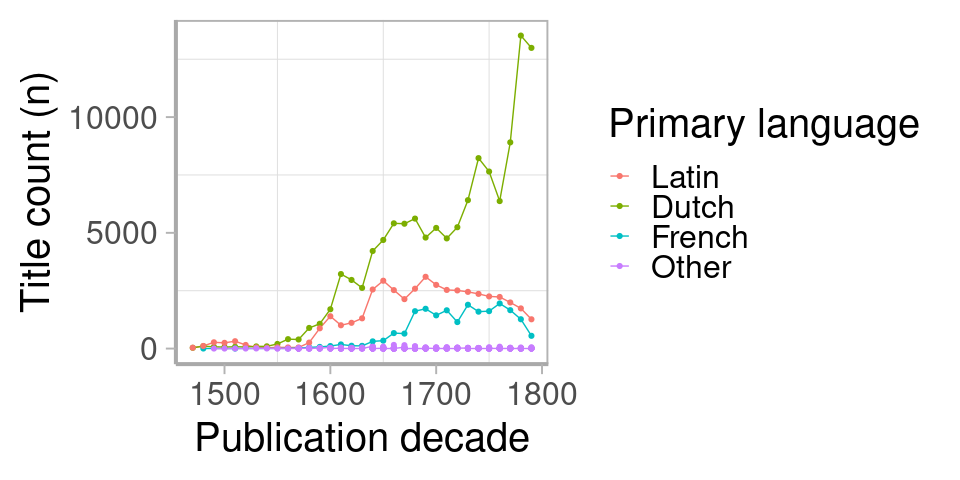 Title count (n)
10000
5000
0
1500 1600 1700 1800
Publication decade
Primary language
Latin
Dutch
French
Other